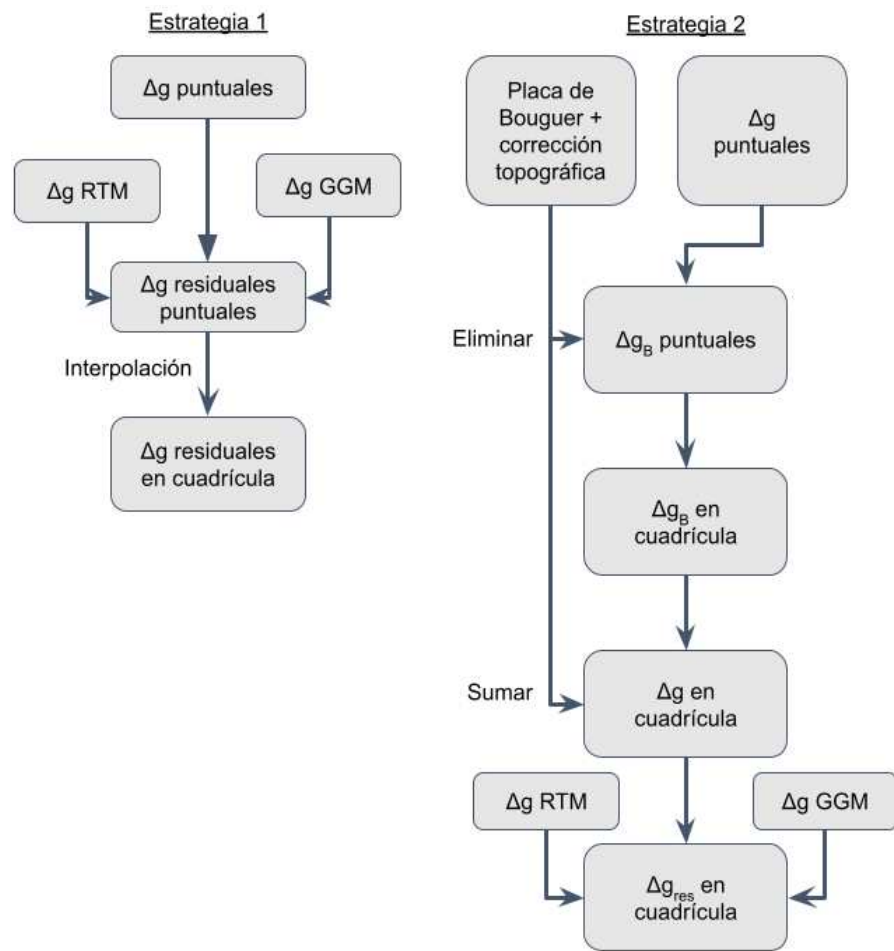 Estrategia 1
Δg puntuales
Δg RTM
Δg GGM
Δg residuales
puntuales
Interpolación
Δg residuales
en cuadrícula
Estrategia 2
Placa de
Bouguer +
corrección
topográfica
Δg
puntuales
Eliminar
Δg_B puntuales
Δg_B en
cuadrícula
Sumar
Δg en
cuadrícula
Δg RTM
Δg GGM
Δg_res en
cuadrícula